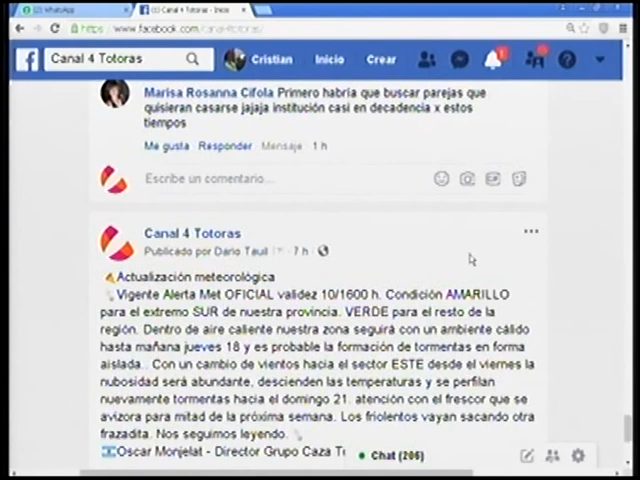 (2) WhatsApp
(1) Canal 4 Totoras - Inicio
https://www.facebook.com/canal4totoras/
Canal 4 Totoras
Cristian
Inicio
Crear
Marisa Rosanna Cifola Primero habría que buscar parejas que
quisieran casarse jajaja institución casi en decadencia x estos
tiempos
Me gusta Responder Mensaje 1 h
Escribe un comentario...
Canal 4 Totoras
Publicado por Dario Tauil 7 h
Actualización meteorológica
Vigente Alerta Met OFICIAL validez 10/1600 h. Condición AMARILLO
para el extremo SUR de nuestra provincia. VERDE para el resto de la
región. Dentro de aire caliente nuestra zona seguirá con un ambiente cálido
hasta mañana jueves 18 y es probable la formación de tormentas en forma
aislada.. Con un cambio de vientos hacia el sector ESTE desde el viernes la
nubosidad será abundante, descienden las temperaturas y se perfilan
nuevamente tormentas hacia el domingo 21. atención con el frescor que se
avizora para mitad de la próxima semana. Los friolentos vayan sacando otra
frazadita. Nos seguimos leyendo.
Oscar Monjelat - Director Grupo Caza T
Chat (206)